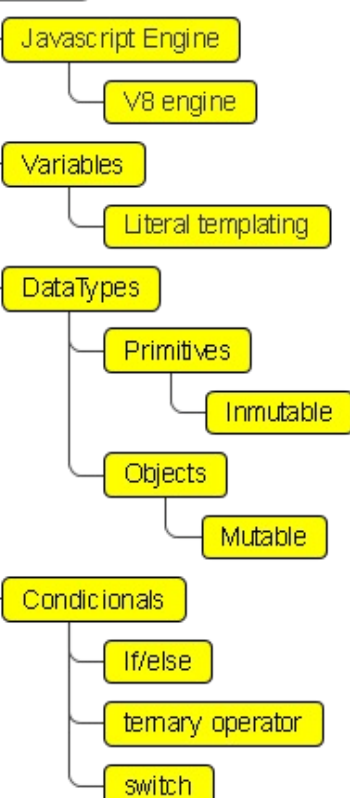 Javascript Engine
V8 engine
Variables
Literal templating
DataTypes
Primitives
Inmutable
Objects
Mutable
Condicionals
If/else
ternary operator
switch